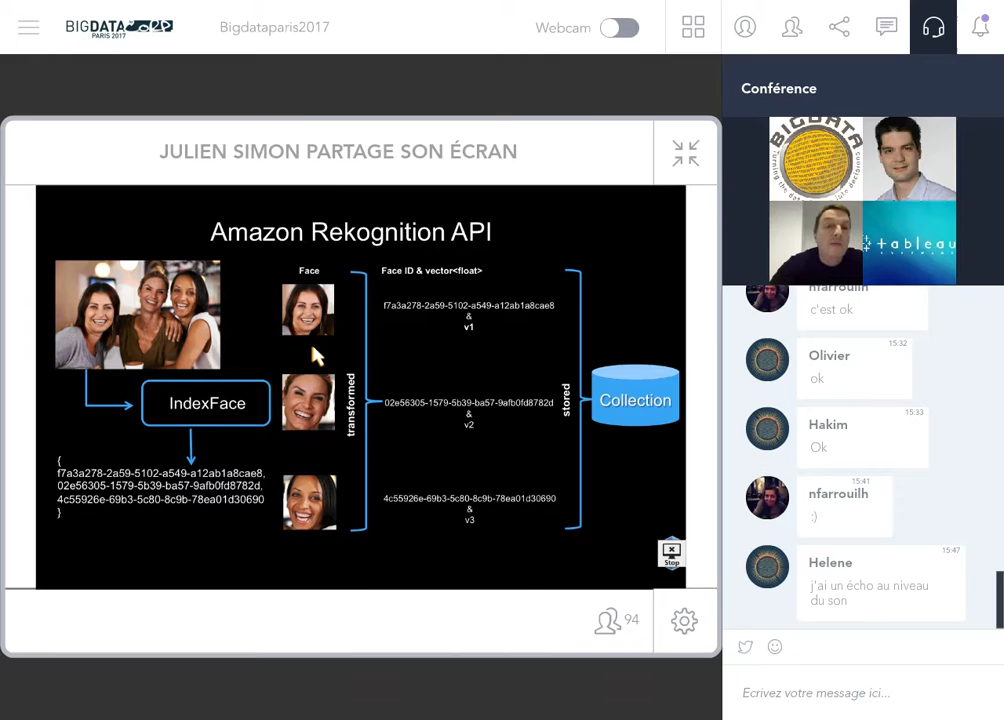 BIGDATA
PARIS 2017
Bigdataparis2017
Webcam
JULIEN SIMON PARTAGE SON ÉCRAN
Amazon Rekognition API
Face
Face ID & vector<float>
f7a3a278-2a59-5102-a549-a12ab1a8cae8
&
v1
IndexFace
transformed
02e56305-1579-5b39-ba57-9afb0fd8782d
&
v2
stored
Collection
{
f7a3a278-2a59-5102-a549-a12ab1a8cae8,
02e56305-1579-5b39-ba57-9afb0fd8782d,
4c55926e-69b3-5c80-8c9b-78ea01d30690
}
4c55926e-69b3-5c80-8c9b-78ea01d30690
&
v3
Stop
94
Conférence
BIGDATA
+tableau
nfarrouilh
c'est ok
15:32
Olivier
ok
15:33
Hakim
Ok
15:41
nfarrouilh
:)
15:47
Helene
j'ai un écho au niveau
du son
Ecrivez votre message ici...